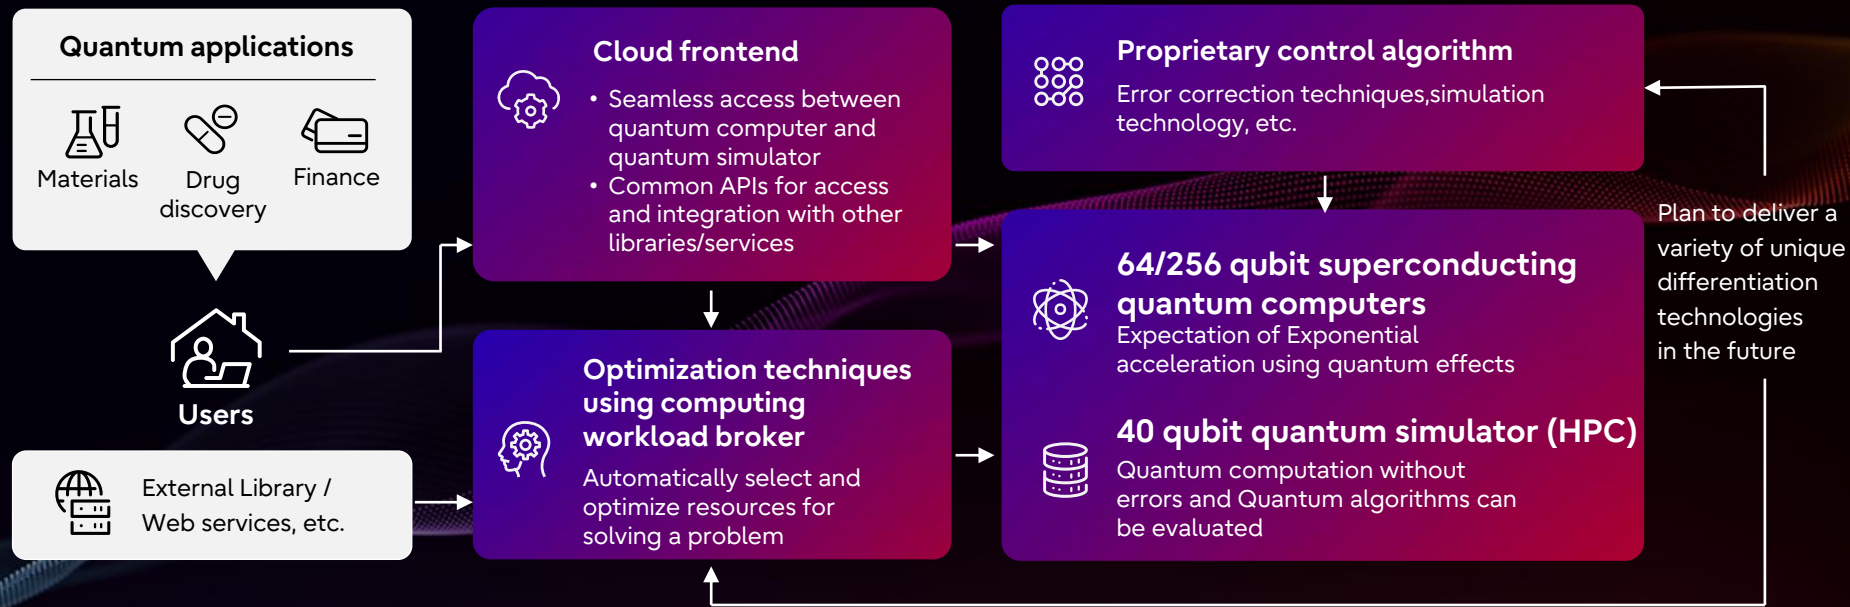 Quantum applications
Materials
Drug
discovery
Finance
Users
External Library /
Web services, etc.
Cloud frontend
• Seamless access between
quantum computer and
quantum simulator
• Common APIs for access
and integration with other
libraries/services
Optimization techniques
using computing
workload broker
Automatically select and
optimize resources for
solving a problem
Proprietary control algorithm
Error correction techniques,simulation
technology, etc.
64/256 qubit superconducting
quantum computers
Expectation of Exponential
acceleration using quantum effects
40 qubit quantum simulator (HPC)
Quantum computation without
errors and Quantum algorithms can
be evaluated
Plan to deliver a
variety of unique
differentiation
technologies
in the future